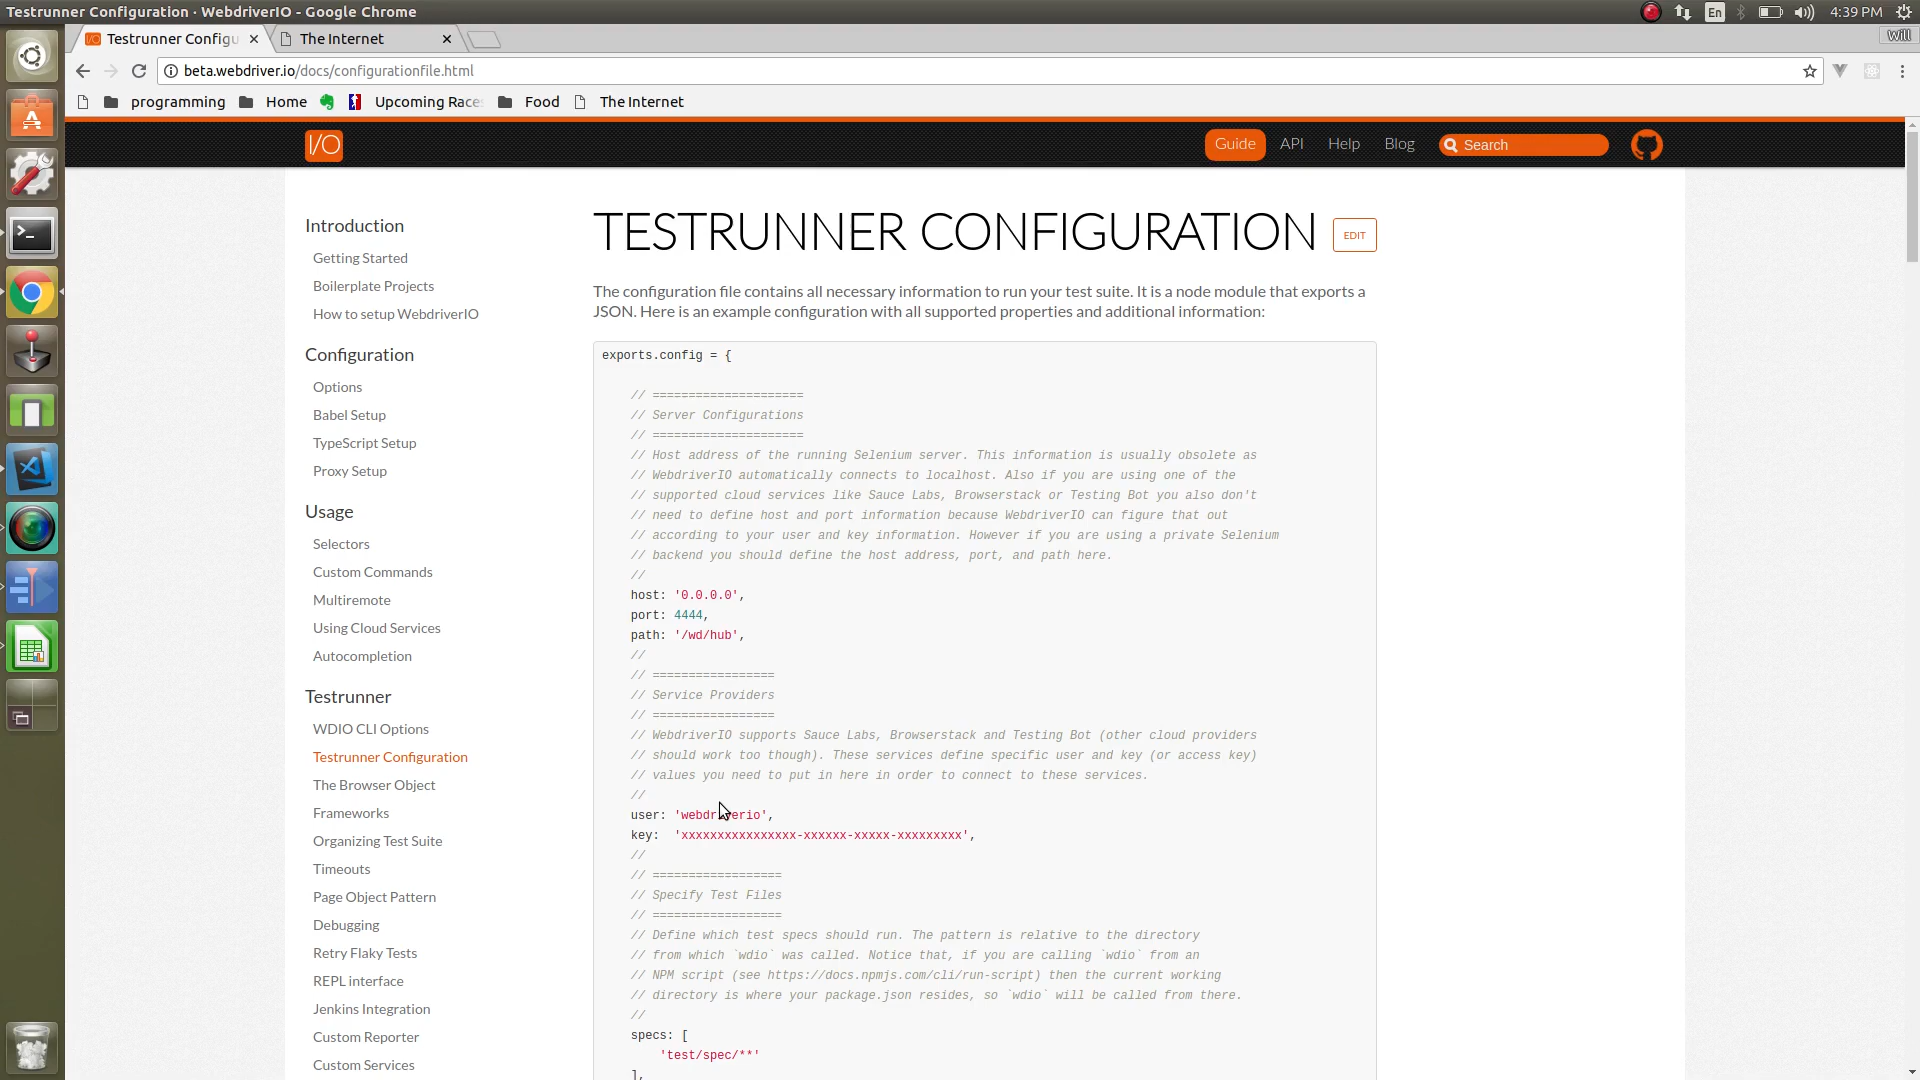 Testrunner Configuration · WebdriverIO - Google Chrome
En
4:39 PM
Testrunner Configu
The Internet
Will
beta.webdriver.io/docs/configurationfile.html
programming
Home
Upcoming Race
Food
The Internet
I/O
Guide
API
Help
Blog
Search
Introduction
Getting Started
Boilerplate Projects
How to setup WebdriverIO
Configuration
Options
Babel Setup
TypeScript Setup
Proxy Setup
Usage
Selectors
Custom Commands
Multiremote
Using Cloud Services
Autocompletion
Testrunner
WDIO CLI Options
Testrunner Configuration
The Browser Object
Frameworks
Organizing Test Suite
Timeouts
Page Object Pattern
Debugging
Retry Flaky Tests
REPL interface
Jenkins Integration
Custom Reporter
Custom Services
TESTRUNNER CONFIGURATION
EDIT
The configuration file contains all necessary information to run your test suite. It is a node module that exports a
JSON. Here is an example configuration with all supported properties and additional information:
exports.config = {
// =====================
// Server Configurations
// =====================
// Host address of the running Selenium server. This information is usually obsolete as
// WebdriverIO automatically connects to localhost. Also if you are using one of the
// supported cloud services like Sauce Labs, Browserstack or Testing Bot you also don't
// need to define host and port information because WebdriverIO can figure that out
// according to your user and key information. However if you are using a private Selenium
// backend you should define the host address, port, and path here.
//
host: '0.0.0.0',
port: 4444,
path: '/wd/hub',
//
// =================
// Service Providers
// =================
// WebdriverIO supports Sauce Labs, Browserstack and Testing Bot (other cloud providers
// should work too though). These services define specific user and key (or access key)
// values you need to put in here in order to connect to these services.
//
user: 'webdriverio',
key:  'xxxxxxxxxxxxxxxx-xxxxxx-xxxxx-xxxxxxxxx',
//
// ==================
// Specify Test Files
// ==================
// Define which test specs should run. The pattern is relative to the directory
// from which `wdio` was called. Notice that, if you are calling `wdio` from an
// NPM script (see https://docs.npmjs.com/cli/run-script) then the current working
// directory is where your package.json resides, so `wdio` will be called from there.
//
specs: [
'test/spec/**'
],